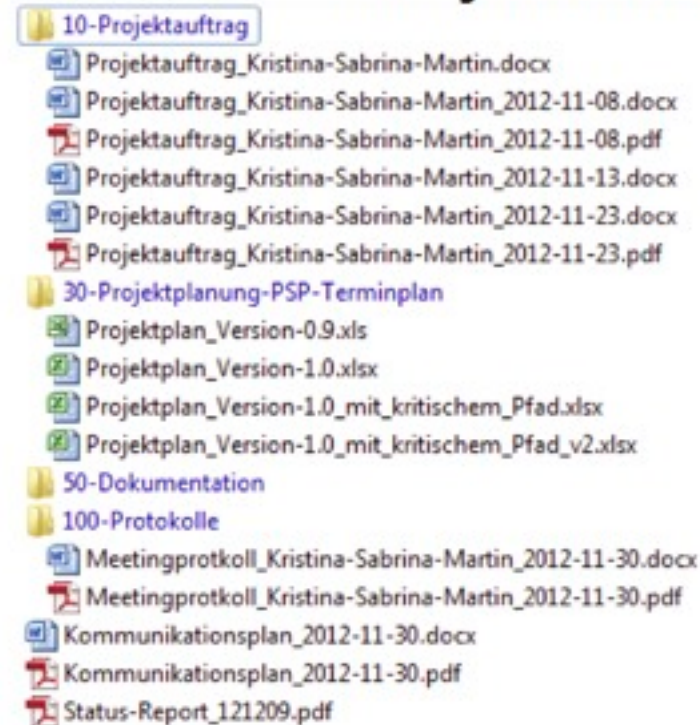 10-Projektauftrag
Projektauftrag_Kristina-Sabrina-Martin.docx
Projektauftrag_Kristina-Sabrina-Martin_2012-11-08.docx
Projektauftrag_Kristina-Sabrina-Martin_2012-11-08.pdf
Projektauftrag_Kristina-Sabrina-Martin_2012-11-13.docx
Projektauftrag_Kristina-Sabrina-Martin_2012-11-23.docx
Projektauftrag_Kristina-Sabrina-Martin_2012-11-23.pdf
30-Projektplanung-PSP-Terminplan
Projektplan_Version-0.9.xls
Projektplan_Version-1.0.xlsx
Projektplan_Version-1.0_mit_kritischem_Pfad.xlsx
Projektplan_Version-1.0_mit_kritischem_Pfad_v2.xlsx
50-Dokumentation
100-Protokolle
Meetingprotkoll_Kristina-Sabrina-Martin_2012-11-30.docx
Meetingprotkoll_Kristina-Sabrina-Martin_2012-11-30.pdf
Kommunikationsplan_2012-11-30.docx
Kommunikationsplan_2012-11-30.pdf
Status-Report_121209.pdf